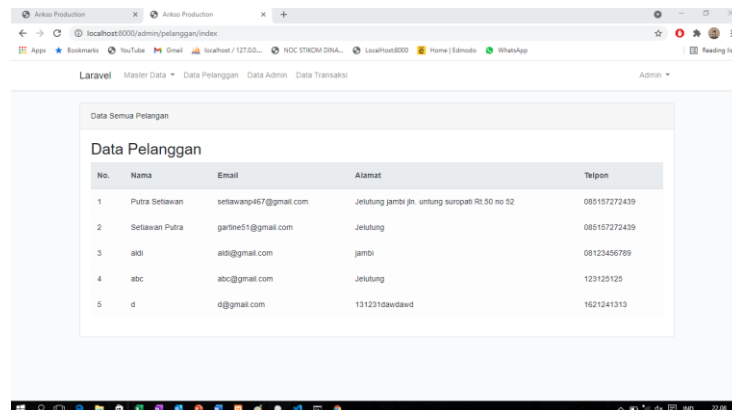 Ankso Production Ankso Production
localhost:8000/admin/pelanggan/index
Apps Bookmarks YouTube Gmail localhost / 127.0.0... NOC STIKOM DINA... LocalHost:8000 Home | Edmodo WhatsApp Reading lis
Laravel Master Data Data Pelanggan Data Admin Data Transaksi Admin
Data Semua Pelangan
Data Pelanggan
No. Nama Email Alamat Telpon
1 Putra Setiawan setiawanp467@gmail.com Jelutung jambi jln. untung suropati Rt.50 no 52 085157272439
2 Setiawan Putra gartine51@gmail.com Jelutung 085157272439
3 aldi aldi@gmail.com jambi 08123456789
4 abc abc@gmail.com Jelutung 123125125
5 d d@gmail.com 131231dawdawd 1621241313
IND 22.08